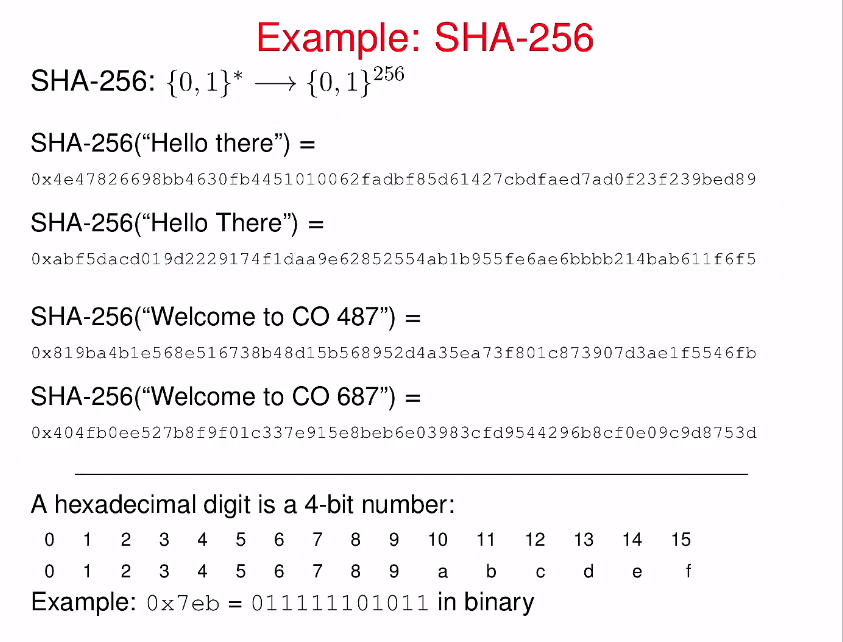 Example: SHA-256
SHA-256: {0, 1}* ⟶ {0, 1}^256
SHA-256(“Hello there”) =
0x4e47826698bb4630fb4451010062fadbf85d61427cbdfaed7ad0f23f239bed89
SHA-256(“Hello There”) =
0xabf5dacd019d2229174f1daa9e62852554ab1b955fe6ae6bbbb214bab611f6f5
SHA-256(“Welcome to CO 487”) =
0x819ba4b1e568e516738b48d15b568952d4a35ea73f801c873907d3ae1f5546fb
SHA-256(“Welcome to CO 687”) =
0x404fb0ee527b8f9f01c337e915e8beb6e03983cfd9544296b8cf0e09c9d8753d
A hexadecimal digit is a 4-bit number:
0 1 2 3 4 5 6 7 8 9 10 11 12 13 14 15
0 1 2 3 4 5 6 7 8 9 a b c d e f
Example: 0x7eb = 011111101011 in binary